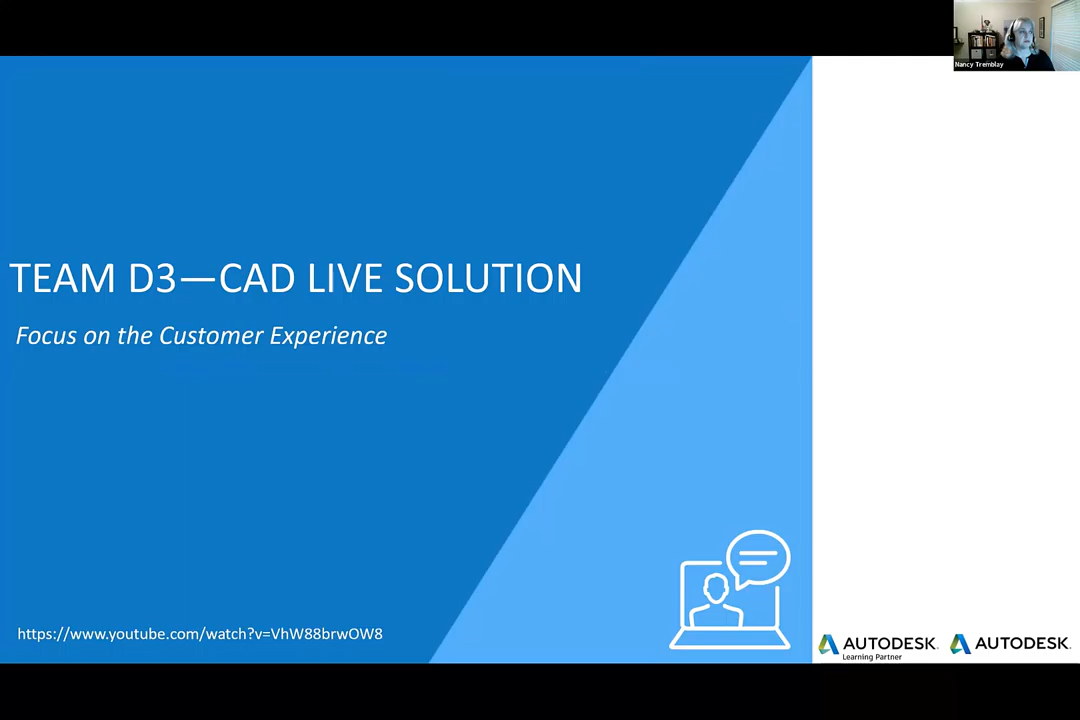 Nancy Tremblay
TEAM D3—CAD LIVE SOLUTION
Focus on the Customer Experience
https://www.youtube.com/watch?v=VhW88brwOW8
AUTODESK.
Learning Partner
AUTODESK.